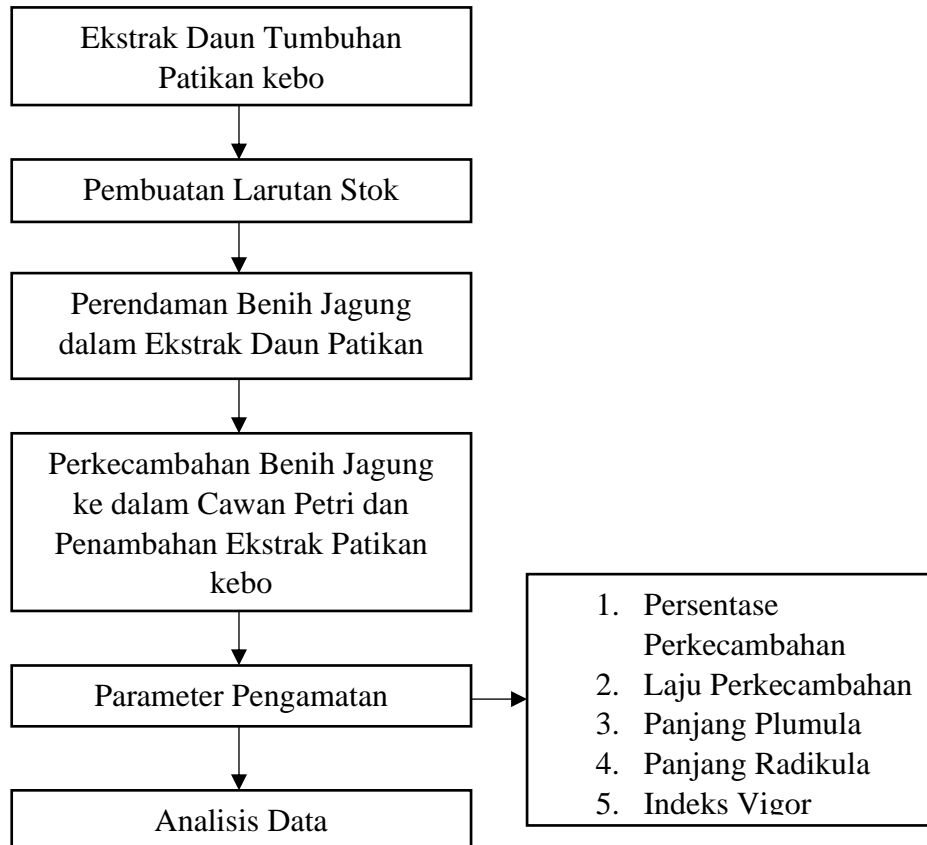 Ekstrak Daun Tumbuhan
Patikan kebo
Pembuatan Larutan Stok
Perendaman Benih Jagung
dalam Ekstrak Daun Patikan
Perkecambahan Benih Jagung
ke dalam Cawan Petri dan
Penambahan Ekstrak Patikan
kebo
Parameter Pengamatan
1. Persentase
Perkecambahan
2. Laju Perkecambahan
3. Panjang Plumula
4. Panjang Radikula
5. Indeks Vigor
Analisis Data